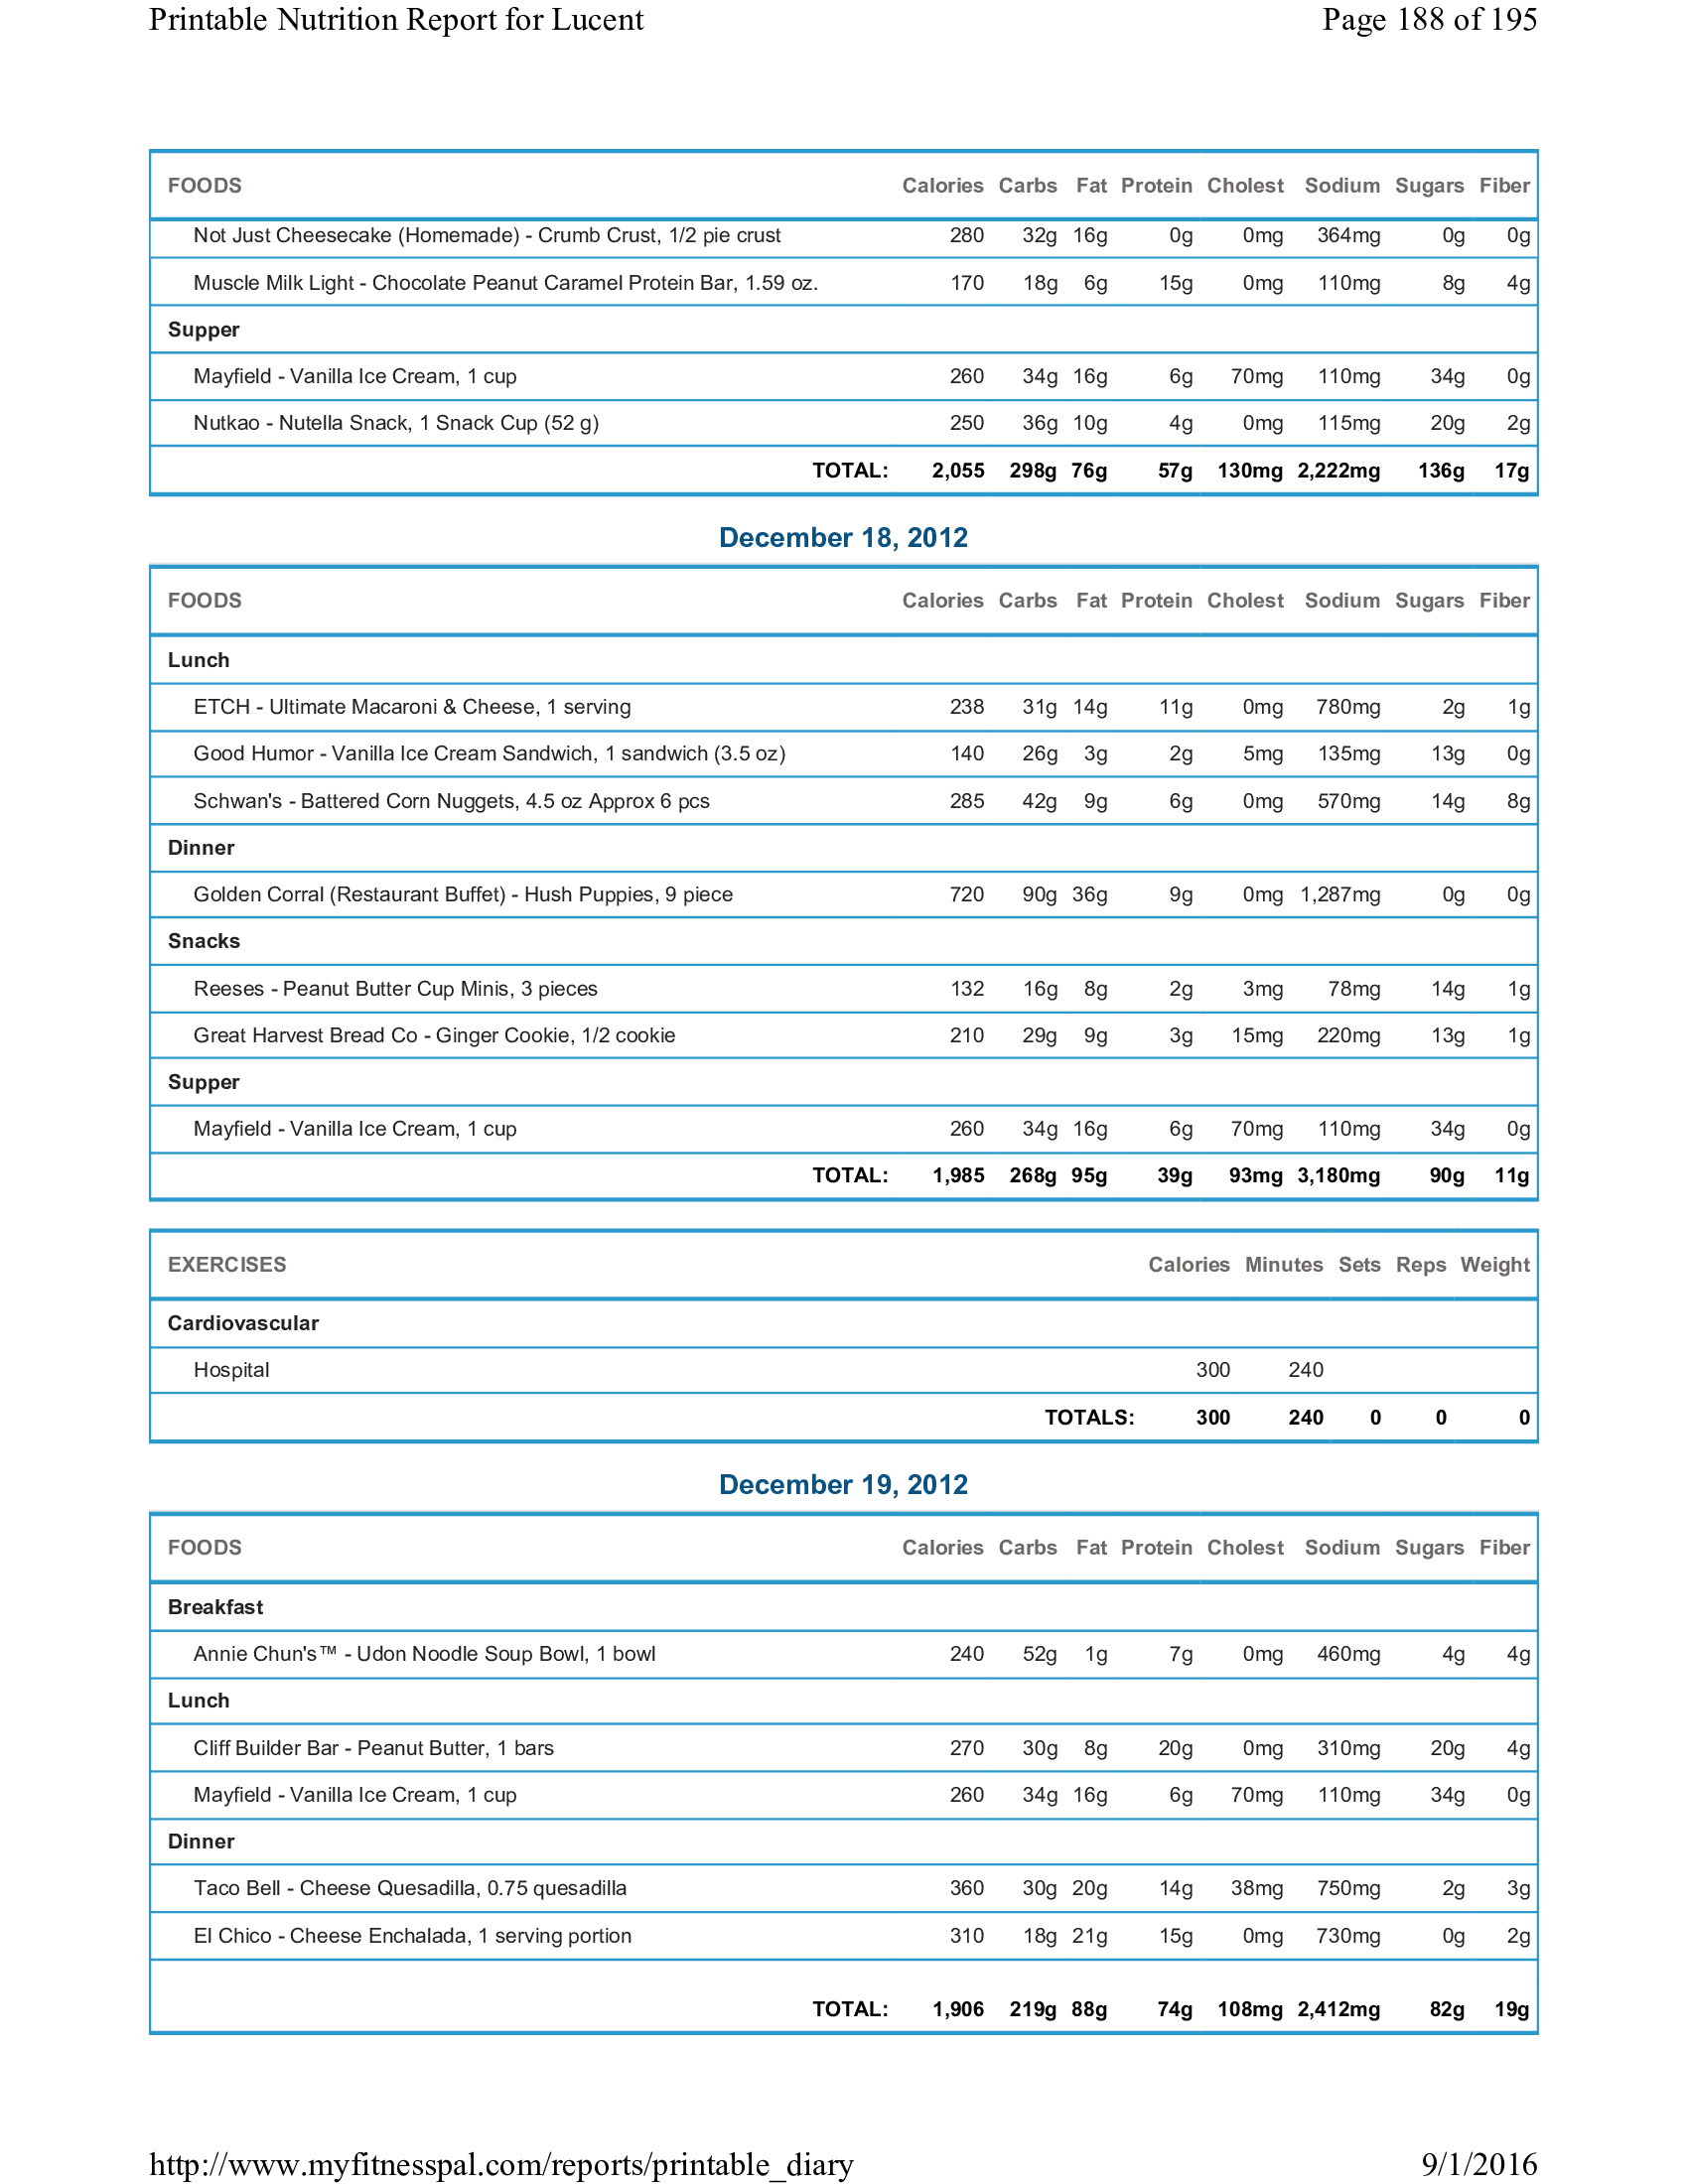 Printable Nutrition Report for Lucent Page 188 of 195
FOODS Calories Carbs Fat Protein Cholest Sodium Sugars Fiber
Not Just Cheesecake (Homemade) - Crumb Crust, 1/2 pie crust 280 32g 16g 0g 0mg 364mg 0g 0g
Muscle Milk Light - Chocolate Peanut Caramel Protein Bar, 1.59 oz. 170 18g 6g 15g 0mg 110mg 8g 4g
Supper
Mayfield - Vanilla Ice Cream, 1 cup 260 34g 16g 6g 70mg 110mg 34g 0g
Nutkao - Nutella Snack, 1 Snack Cup (52 g) 250 36g 10g 4g 0mg 115mg 20g 2g
TOTAL: 2,055 298g 76g 57g 130mg 2,222mg 136g 17g
December 18, 2012
FOODS Calories Carbs Fat Protein Cholest Sodium Sugars Fiber
Lunch
ETCH - Ultimate Macaroni & Cheese, 1 serving 238 31g 14g 11g 0mg 780mg 2g 1g
Good Humor - Vanilla Ice Cream Sandwich, 1 sandwich (3.5 oz) 140 26g 3g 2g 5mg 135mg 13g 0g
Schwan's - Battered Corn Nuggets, 4.5 oz Approx 6 pcs 285 42g 9g 6g 0mg 570mg 14g 8g
Dinner
Golden Corral (Restaurant Buffet) - Hush Puppies, 9 piece 720 90g 36g 9g 0mg 1,287mg 0g 0g
Snacks
Reeses - Peanut Butter Cup Minis, 3 pieces 132 16g 8g 2g 3mg 78mg 14g 1g
Great Harvest Bread Co - Ginger Cookie, 1/2 cookie 210 29g 9g 3g 15mg 220mg 13g 1g
Supper
Mayfield - Vanilla Ice Cream, 1 cup 260 34g 16g 6g 70mg 110mg 34g 0g
TOTAL: 1,985 268g 95g 39g 93mg 3,180mg 90g 11g
EXERCISES Calories Minutes Sets Reps Weight
Cardiovascular
Hospital 300 240
TOTALS: 300 240 0 0 0
December 19, 2012
FOODS Calories Carbs Fat Protein Cholest Sodium Sugars Fiber
Breakfast
Annie Chun's™ - Udon Noodle Soup Bowl, 1 bowl 240 52g 1g 7g 0mg 460mg 4g 4g
Lunch
Cliff Builder Bar - Peanut Butter, 1 bars 270 30g 8g 20g 0mg 310mg 20g 4g
Mayfield - Vanilla Ice Cream, 1 cup 260 34g 16g 6g 70mg 110mg 34g 0g
Dinner
Taco Bell - Cheese Quesadilla, 0.75 quesadilla 360 30g 20g 14g 38mg 750mg 2g 3g
El Chico - Cheese Enchalada, 1 serving portion 310 18g 21g 15g 0mg 730mg 0g 2g
TOTAL: 1,906 219g 88g 74g 108mg 2,412mg 82g 19g
http://www.myfitnesspal.com/reports/printable_diary 9/1/2016